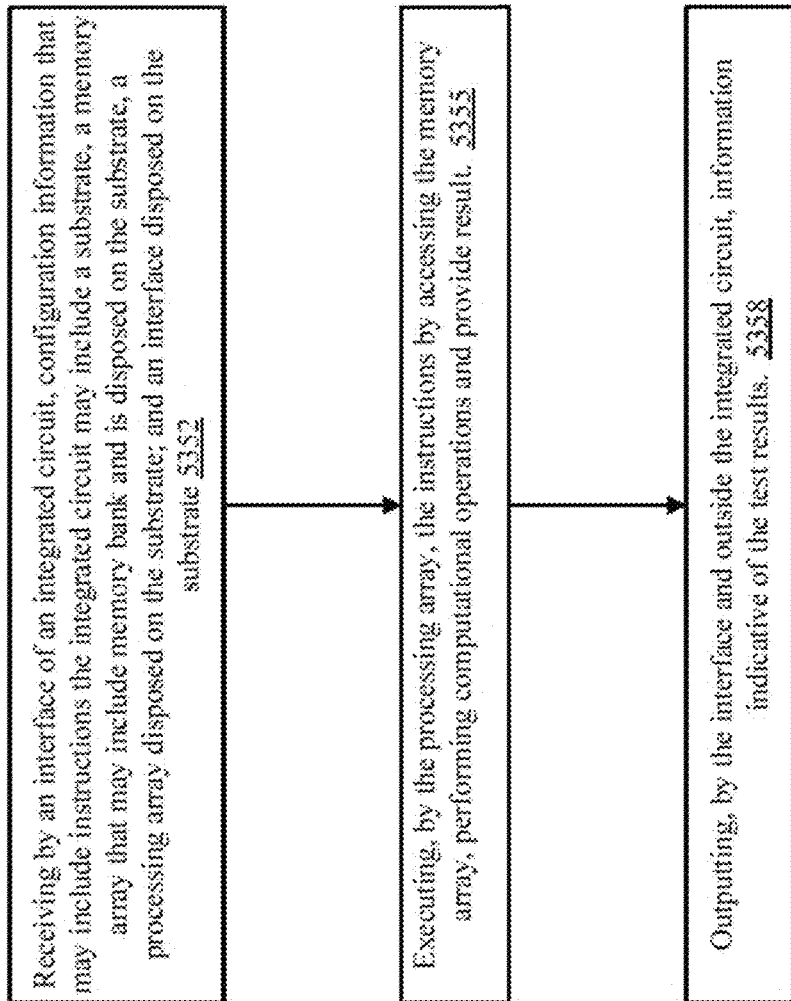 Receiving by an interface of an integrated circuit, configuration information that
may include instructions the integrated circuit may include a substrate, a memory
array that may include memory bank and is disposed on the substrate, a
processing array disposed on the substrate; and an interface disposed on the
substrate 5352
Executing, by the processing array, the instructions by accessing the memory
array, performing computational operations and provide result. 5355
Outputting, by the interface and outside the integrated circuit, information
indicative of the test results. 5358